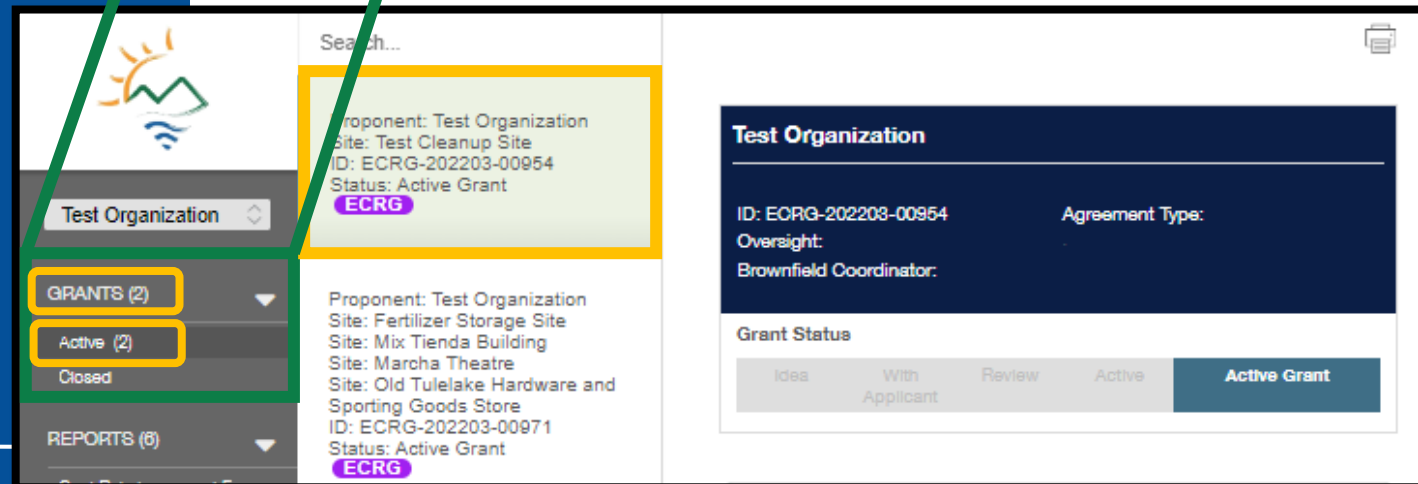 Test Organization
GRANTS (2)
Active (2)
Closed
REPORTS (6)
Search...
Proponent: Test Organization
Site: Test Cleanup Site
ID: ECRG-202203-00954
Status: Active Grant
ECRG
Proponent: Test Organization
Site: Fertilizer Storage Site
Site: Mix Tienda Building
Site: Marcha Theatre
Site: Old Tulelake Hardware and
Sporting Goods Store
ID: ECRG-202203-00971
Status: Active Grant
ECRG
Test Organization
ID: ECRG-202203-00954 Agreement Type:
Oversight: -
Brownfield Coordinator:
Grant Status
Idea With Applicant Review Active Active Grant